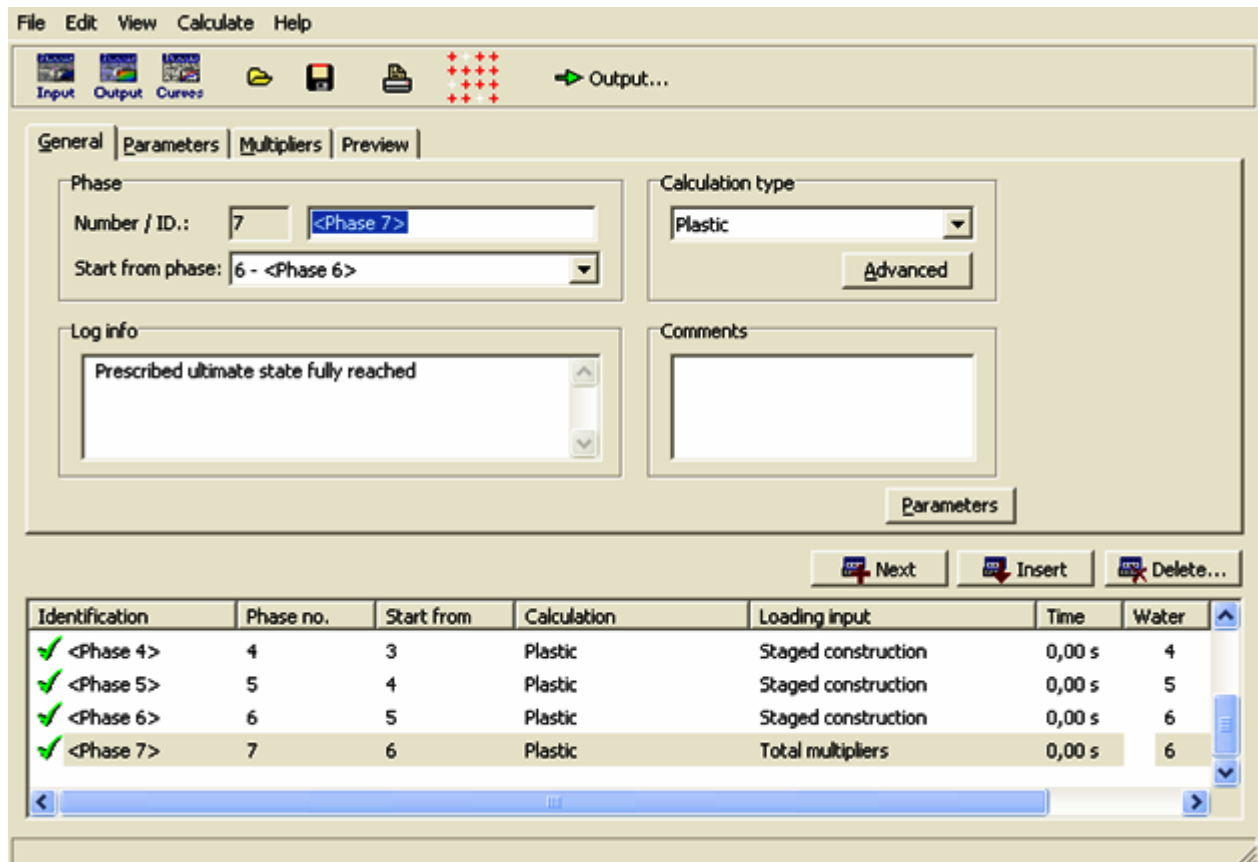 File Edit View Calculate Help
Input Output Curves Output...
General Parameters Multipliers Preview
Phase
Number / ID.: 7 <Phase 7>
Start from phase: 6 - <Phase 6>
Calculation type
Plastic
Advanced
Log info
Prescribed ultimate state fully reached
Comments
Parameters
Next Insert Delete...
Identification Phase no. Start from Calculation Loading input Time Water
<Phase 4> 4 3 Plastic Staged construction 0,00 s 4
<Phase 5> 5 4 Plastic Staged construction 0,00 s 5
<Phase 6> 6 5 Plastic Staged construction 0,00 s 6
<Phase 7> 7 6 Plastic Total multipliers 0,00 s 6